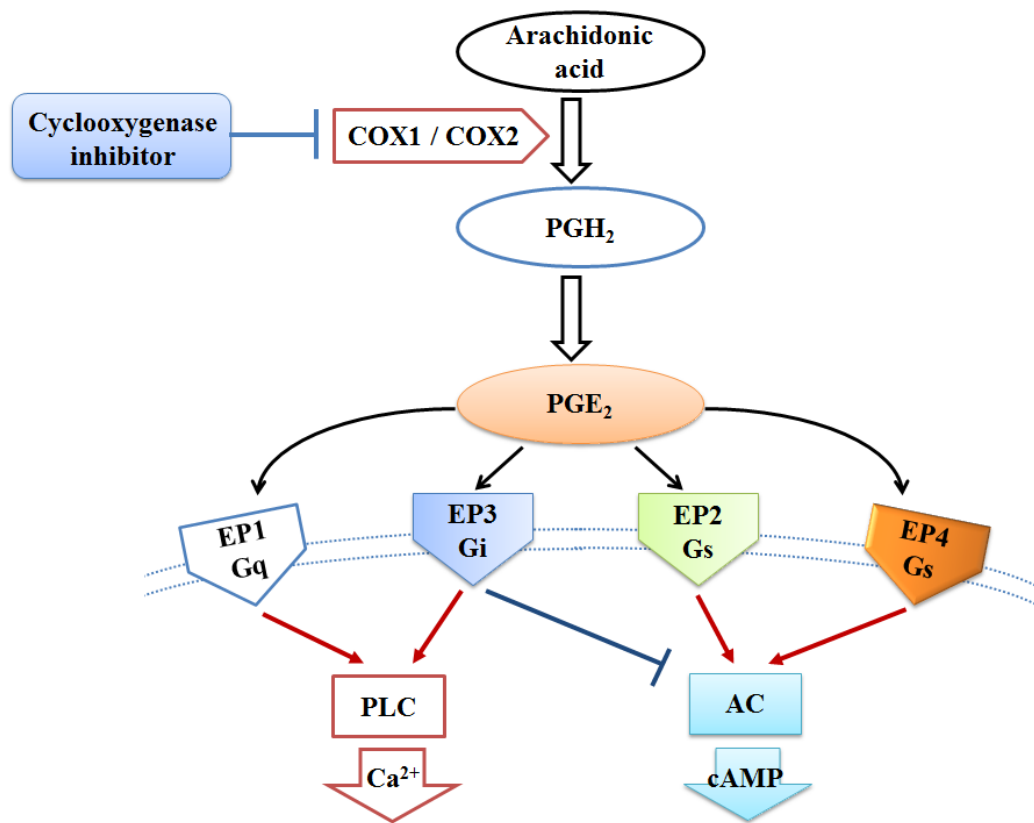 Arachidonic
acid
Cyclooxygenase
inhibitor
COX1 / COX2
PGH₂
PGE₂
EP1
Gq
EP3
Gi
EP2
Gs
EP4
Gs
PLC
AC
Ca²⁺
cAMP